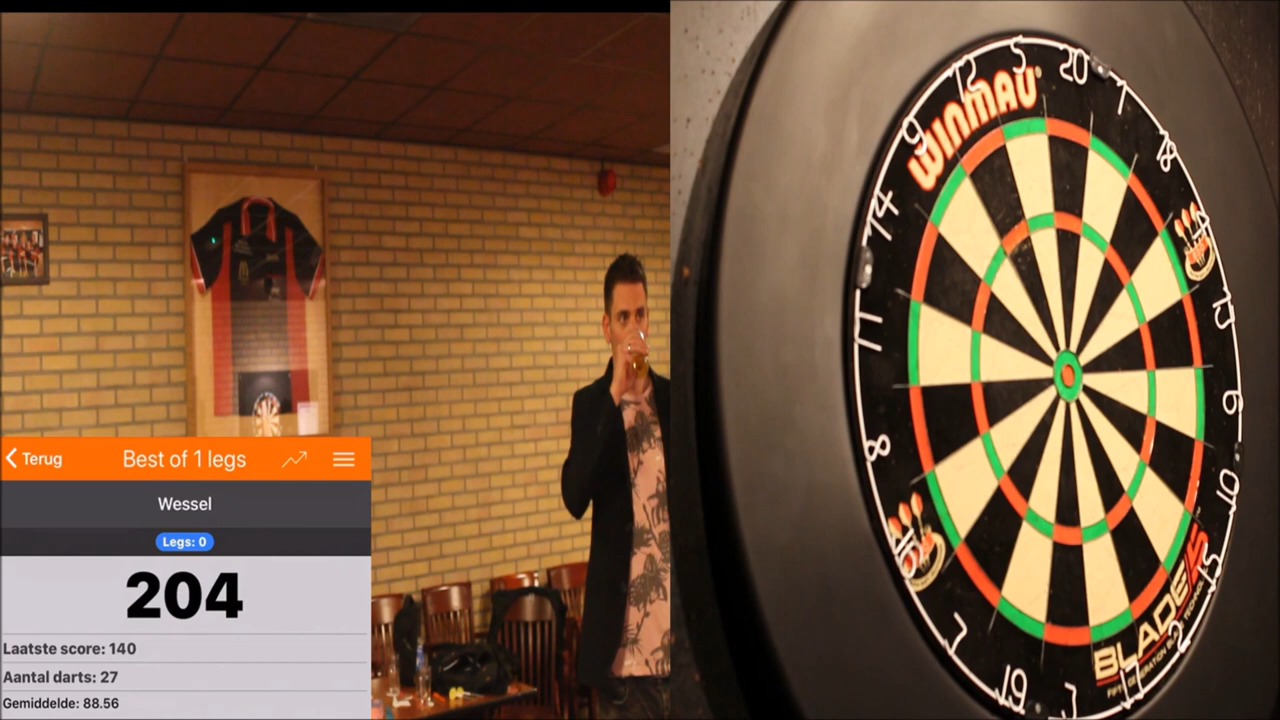 Terug
Best of 1 legs
Wessel
Legs: 0
204
Laatste score: 140
Aantal darts: 27
Gemiddelde: 88.56
WINMAU
12
5
20
1
18
4
13
6
10
15
2
17
3
19
7
16
8
11
14
9
BLADE 5